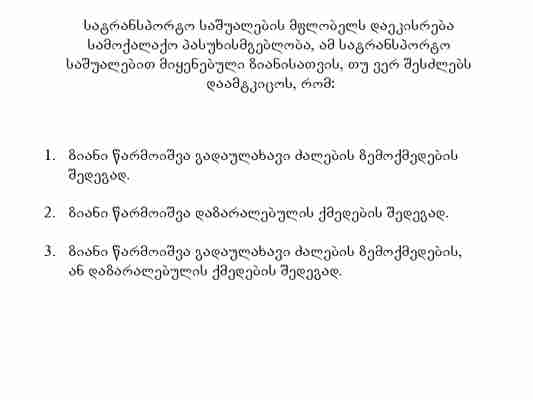 სატრანსპორტო საშუალების მფლობელს დაეკისრება
სამოქალაქო პასუხისმგებლობა, ამ სატრანსპორტო
საშუალებით მიყენებული ზიანისათვის, თუ ვერ შესძლებს
დაამტკიცოს, რომ:
1. ზიანი წარმოიშვა გადაულახავი ძალების ზემოქმედების
შედეგად.
2. ზიანი წარმოიშვა დაზარალებულის ქმედების შედეგად.
3. ზიანი წარმოიშვა გადაულახავი ძალების ზემოქმედების,
ან დაზარალებულის ქმედების შედეგად.